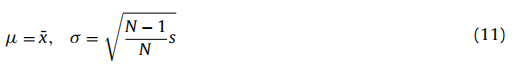 μ = x̄, σ = √((N − 1)/N s) (11)